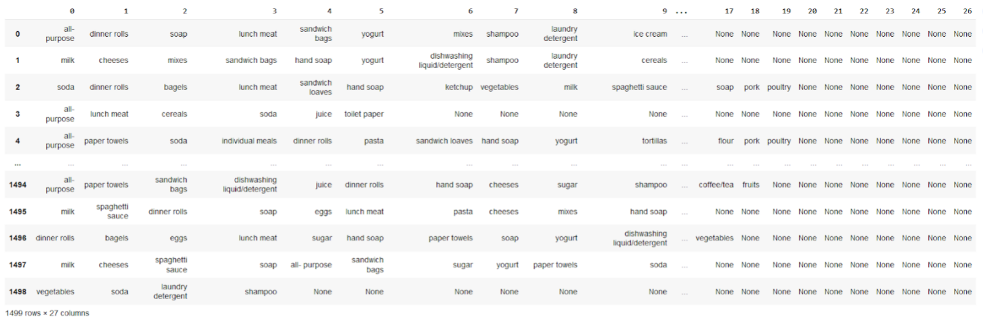 0 1 2 3 4 5 6 7 8 9 ... 17 18 19 20 21 22 23 24 25 26
0 all- purpose dinner rolls soap lunch meat sandwich bags yogurt mixes shampoo laundry detergent ice cream ... None None None None None None None None None None
1 milk cheeses mixes sandwich bags hand soap yogurt dishwashing liquid/detergent shampoo laundry detergent cereals ... None None None None None None None None None None
2 soda dinner rolls bagels lunch meat sandwich loaves hand soap ketchup vegetables milk spaghetti sauce ... soap pork poultry None None None None None None None
3 all- purpose lunch meat cereals soda juice toilet paper None None None None ... None None None None None None None None None None
4 all- purpose paper towels soda individual meals dinner rolls pasta sandwich loaves hand soap yogurt tortillas ... flour pork poultry None None None None None None None
... ... ... ... ... ... ... ... ... ... ... ... ... ... ... ... ... ... ... ... ... ...
1494 all- purpose paper towels sandwich bags dishwashing liquid/detergent juice dinner rolls hand soap cheeses sugar shampoo ... coffee/tea fruits None None None None None None None None
1495 milk spaghetti sauce dinner rolls soap eggs lunch meat pasta cheeses mixes hand soap ... None None None None None None None None None None
1496 dinner rolls bagels eggs lunch meat sugar hand soap paper towels soap yogurt dishwashing liquid/detergent ... vegetables None None None None None None None None None
1497 milk cheeses spaghetti sauce soap all- purpose sandwich bags sugar yogurt paper towels soda ... None None None None None None None None None None
1498 vegetables soda laundry detergent shampoo None None None None None None ... None None None None None None None None None None
1499 rows × 27 columns